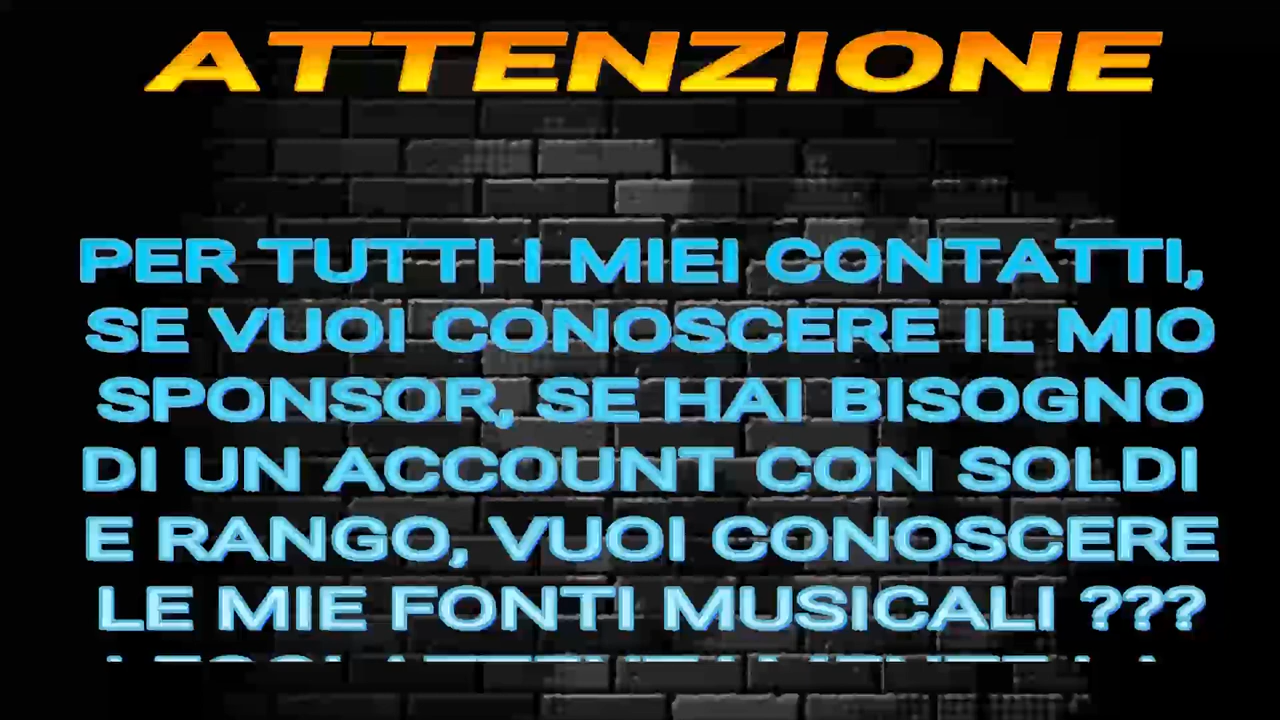 ATTENZIONE
PER TUTTI I MIEI CONTATTI,
SE VUOI CONOSCERE IL MIO
SPONSOR, SE HAI BISOGNO
DI UN ACCOUNT CON SOLDI
E RANGO, VUOI CONOSCERE
LE MIE FONTI MUSICALI ???